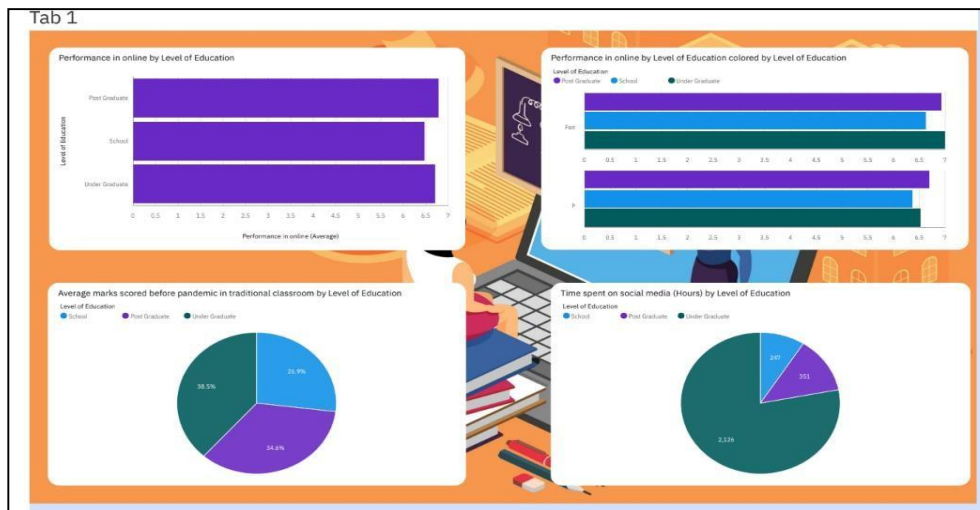 Tab 1
Performance in online by Level of Education
Level of Education
Post Graduate
School
Under Graduate
0 0.5 1 1.5 2 2.5 3 3.5 4 4.5 5 5.5 6 6.5 7
Performance in online (Average)
Performance in online by Level of Education colored by Level of Education
Level of Education
Post Graduate School Under Graduate
0 0.5 1 1.5 2 2.5 3 3.5 4 4.5 5 5.5 6 6.5 7
0 0.5 1 1.5 2 2.5 3 3.5 4 4.5 5 5.5 6 6.5 7
Average marks scored before pandemic in traditional classroom by Level of Education
Level of Education
School Post Graduate Under Graduate
26.9%
38.5%
34.6%
Time spent on social media (Hours) by Level of Education
Level of Education
School Post Graduate Under Graduate
247
351
2,126